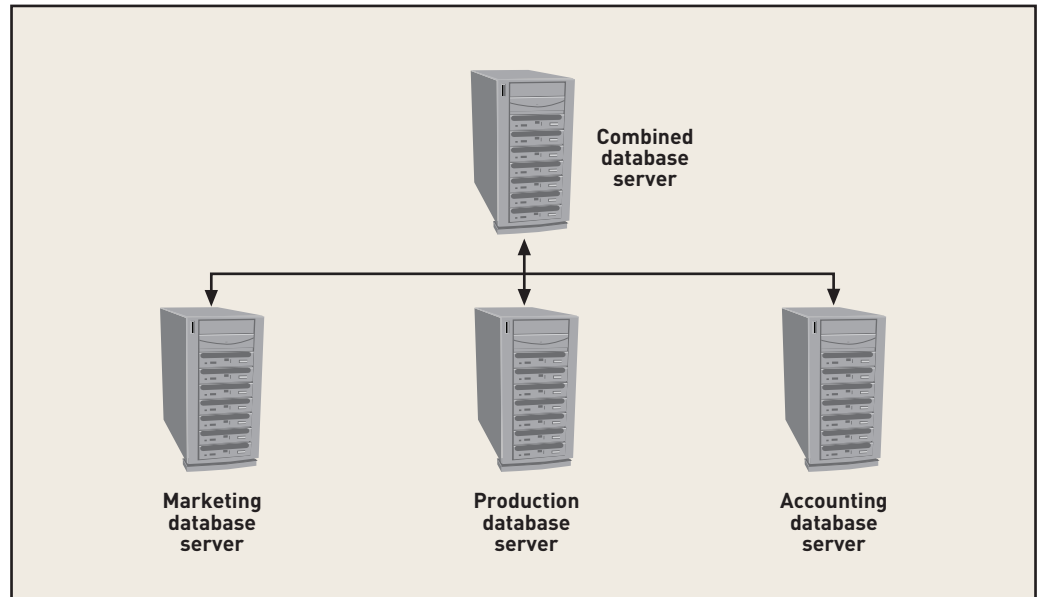 Combined
database
server
Marketing
database
server
Production
database
server
Accounting
database
server